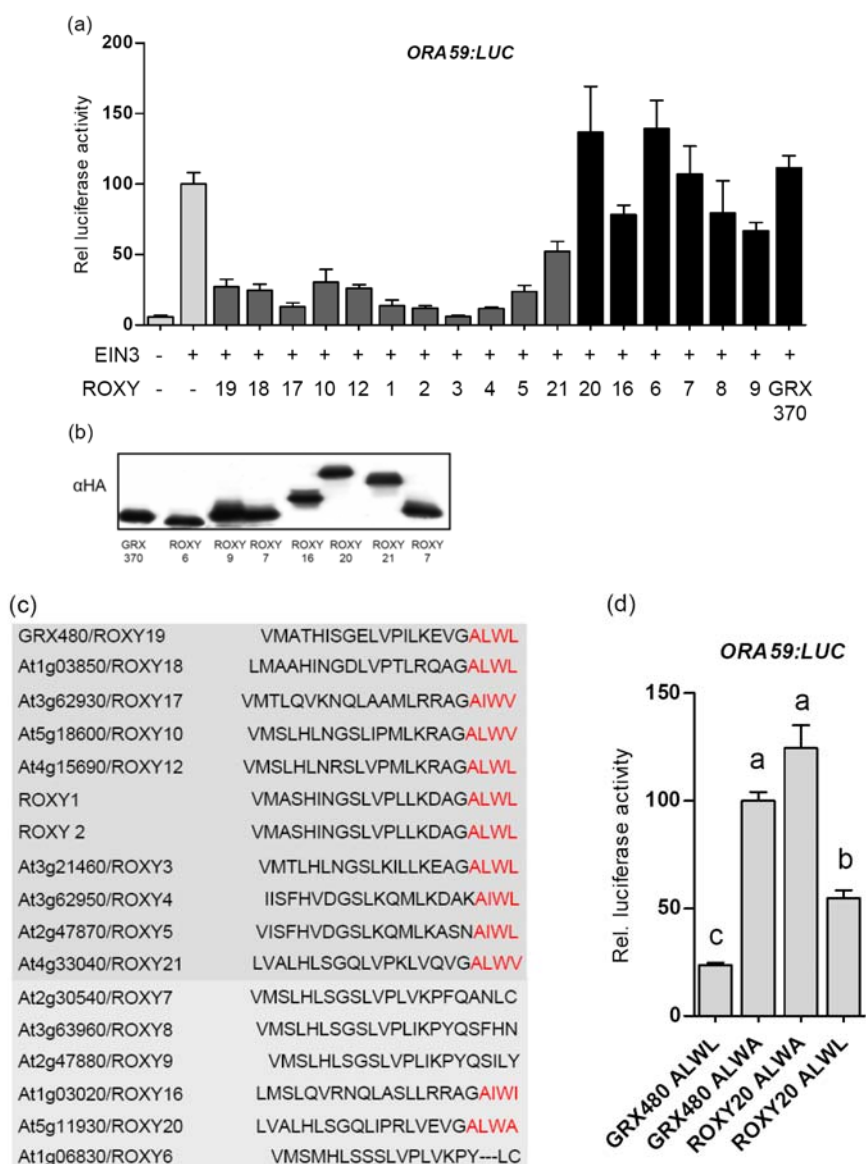 (a)
ORA59:LUC
Rel luciferase activity
200
150
100
50
0
EIN3 - + + + + + + + + + + + + + + + + + +
ROXY - - 19 18 17 10 12 1 2 3 4 5 21 20 16 6 7 8 9 GRX
370
(b)
αHA
GRX ROXY ROXY ROXY ROXY ROXY ROXY ROXY
370 6 9 7 16 20 21 7
(c)
GRX480/ROXY19 VMATHISGELVPILKEVGALWL
At1g03850/ROXY18 LMAAHINGDLVPTLRQAGALWL
At3g62930/ROXY17 VMTLQVKNQLAAMLRRAGAIWV
At5g18600/ROXY10 VMSLHLNGSLIPMLKRAGALWV
At4g15690/ROXY12 VMSLHLNRSLVPMLKRAGALWL
ROXY1 VMASHINGSLVPLLKDAGALWL
ROXY 2 VMASHINGSLVPLLKDAGALWL
At3g21460/ROXY3 VMTLHLNGSLKILLKEAGALWL
At3g62950/ROXY4 IISFHVDGSLKQMLKDAKAIWL
At2g47870/ROXY5 VISFHVDGSLKQMLKASNAIWL
At4g33040/ROXY21 LVALHLSGQLVPKLVQVGALWV
At2g30540/ROXY7 VMSLHLSGSLVPLVKPFQANLC
At3g63960/ROXY8 VMSLHLSGSLVPLIKPYQSFHN
At2g47880/ROXY9 VMSLHLSGSLVPLIKPYQSILY
At1g03020/ROXY16 LMSLQVRNQLASLLRRAGAIWI
At5g11930/ROXY20 LVALHLSGQLIPRLVEVGALWA
At1g06830/ROXY6 VMSMHLSSSLVPLVKPY---LC
(d)
ORA59:LUC
Rel. luciferase activity
150
100
50
0
c
a
a
b
GRX480 ALWL
GRX480 ALWA
ROXY20 ALWA
ROXY20 ALWL